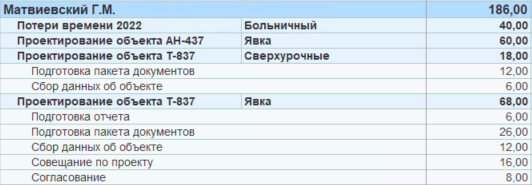 Матвиевский Г.М. 186,00
Потери времени 2022 Больничный 40,00
Проектирование объекта АН-437 Явка 60,00
Проектирование объекта Т-837 Сверхурочные 18,00
Подготовка пакета документов 12,00
Сбор данных об объекте 6,00
Проектирование объекта Т-837 Явка 68,00
Подготовка отчета 6,00
Подготовка пакета документов 26,00
Сбор данных об объекте 12,00
Совещание по проекту 16,00
Согласование 8,00